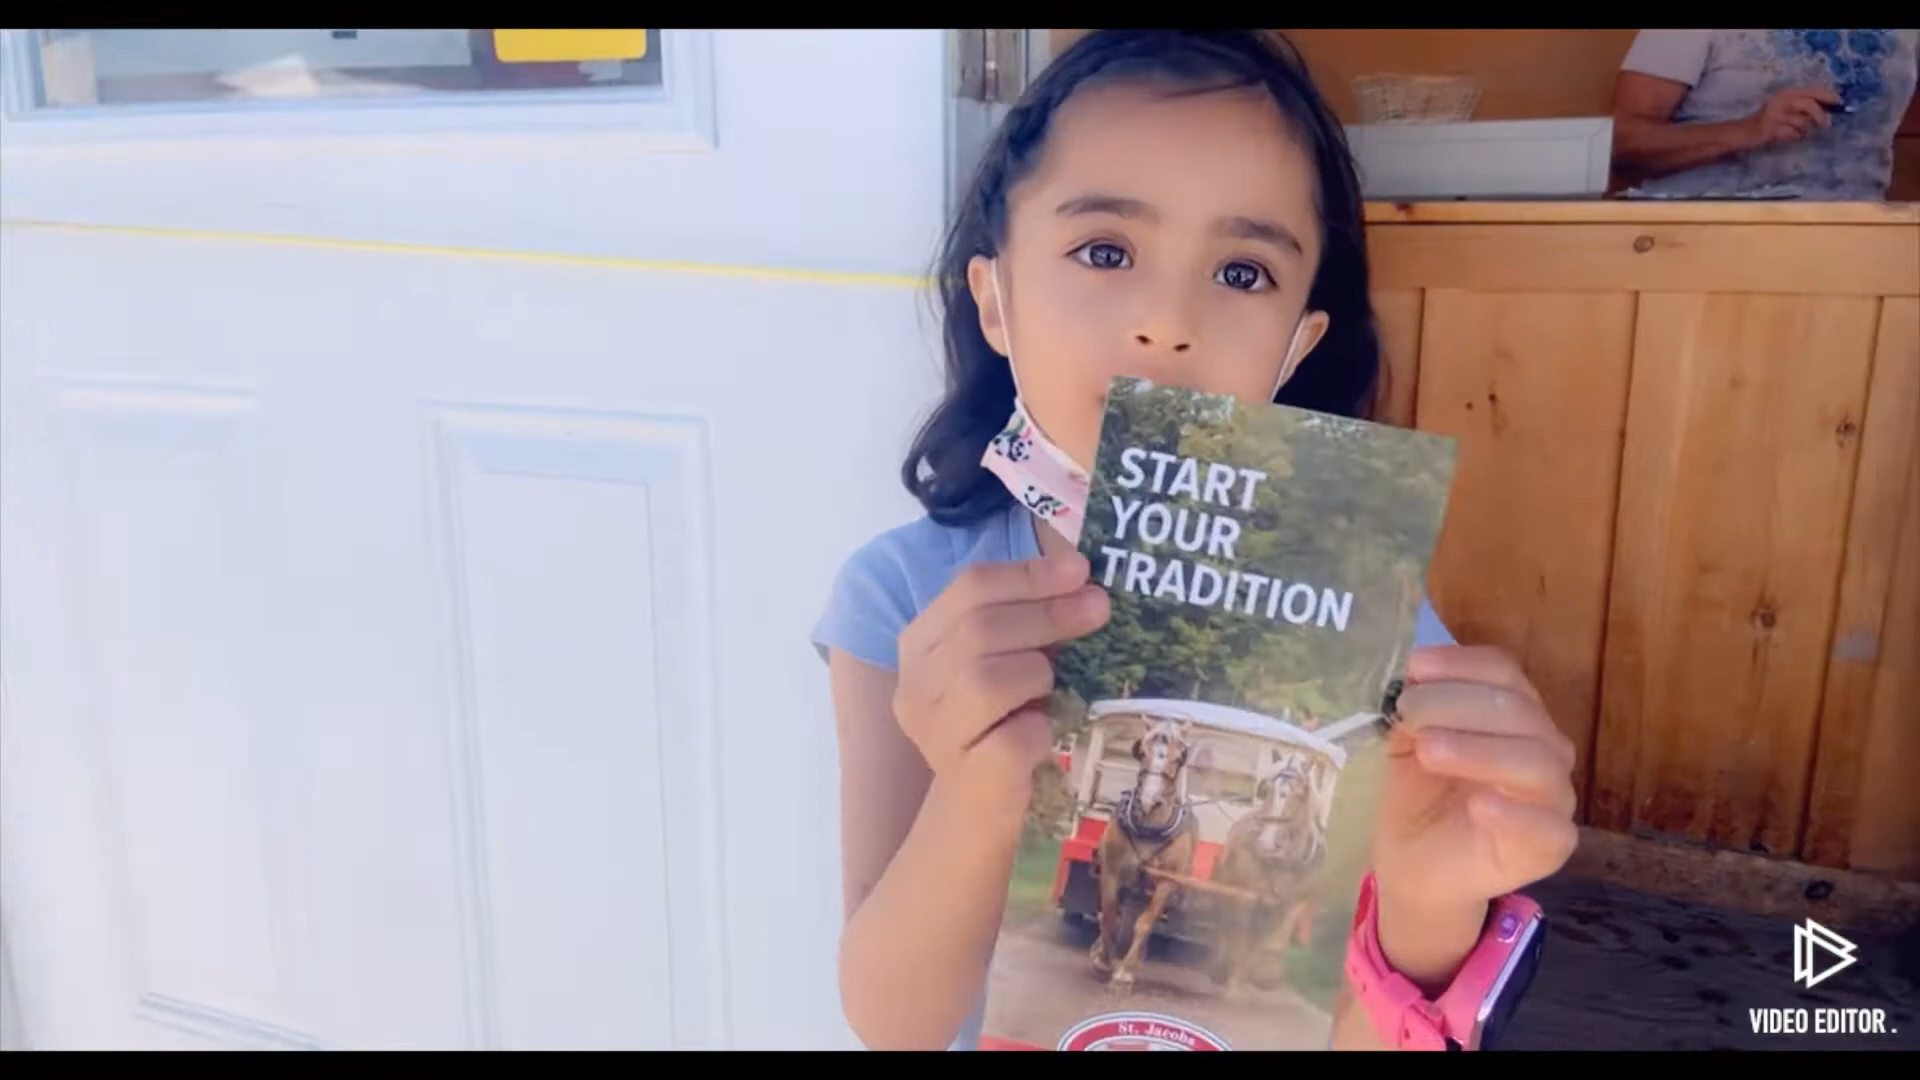 START
YOUR
TRADITION
St. Jacobs
VIDEO EDITOR.